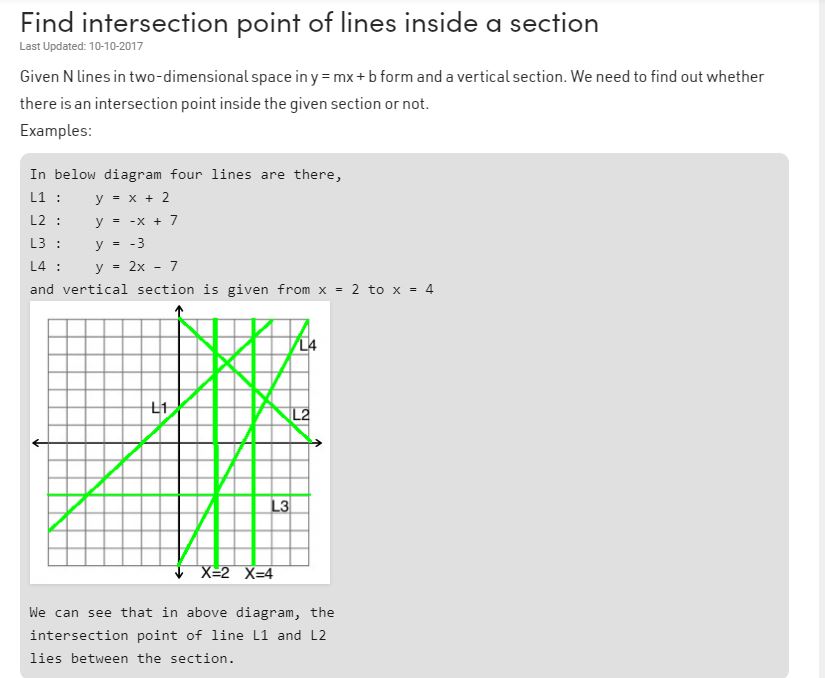 Find intersection point of lines inside a section
Last Updated: 10-10-2017
Given N lines in two-dimensional space in y = mx + b form and a vertical section. We need to find out whether
there is an intersection point inside the given section or not.
Examples:
In below diagram four lines are there,
L1 :    y = x + 2
L2 :    y = -x + 7
L3 :    y = -3
L4 :    y = 2x - 7
and vertical section is given from x = 2 to x = 4
L4
L1
L2
L3
X=2 X=4
We can see that in above diagram, the
intersection point of line L1 and L2
lies between the section.